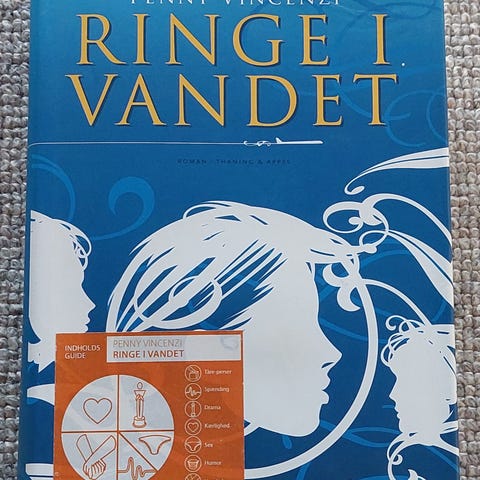 PENNY VINCENZI
RINGE I
VANDET
ROMAN · THANING & APPEL
INDHOLDS
GUIDE
PENNY VINCENZI
RINGE I VANDET
Tåre-perser
Spænding
Drama
Kærlighed
Sex
Humor